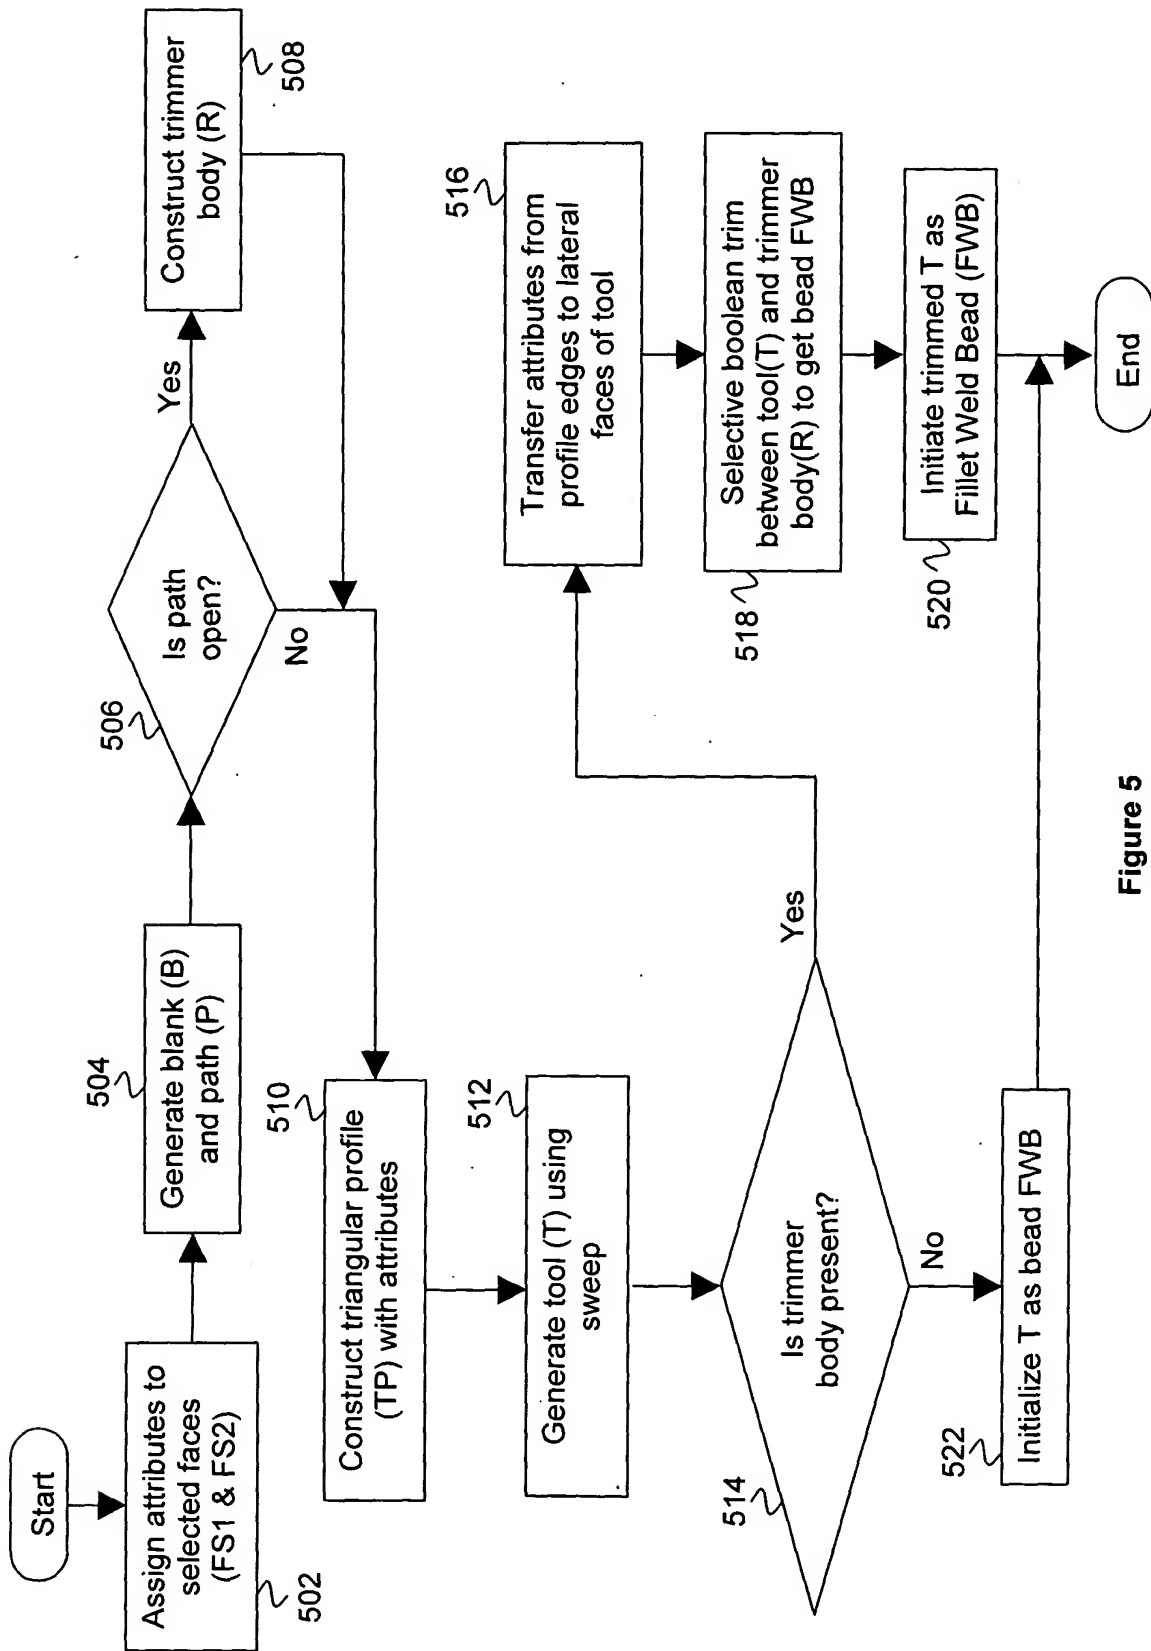 Start
Assign attributes to
selected faces
(FS1 & FS2)
502
504
Generate blank (B)
and path (P)
506
Is path
open?
Yes
No
Construct trimmer
body (R)
508
510
Construct triangular profile
(TP) with attributes
512
Generate tool (T) using
sweep
514
Is trimmer
body present?
Yes
No
516
Transfer attributes from
profile edges to lateral
faces of tool
Selective boolean trim
between tool(T) and trimmer
body(R) to get bead FWB
518
Initiate trimmed T as
Fillet Weld Bead (FWB)
520
522
Initialize T as bead FWB
End
Figure 5